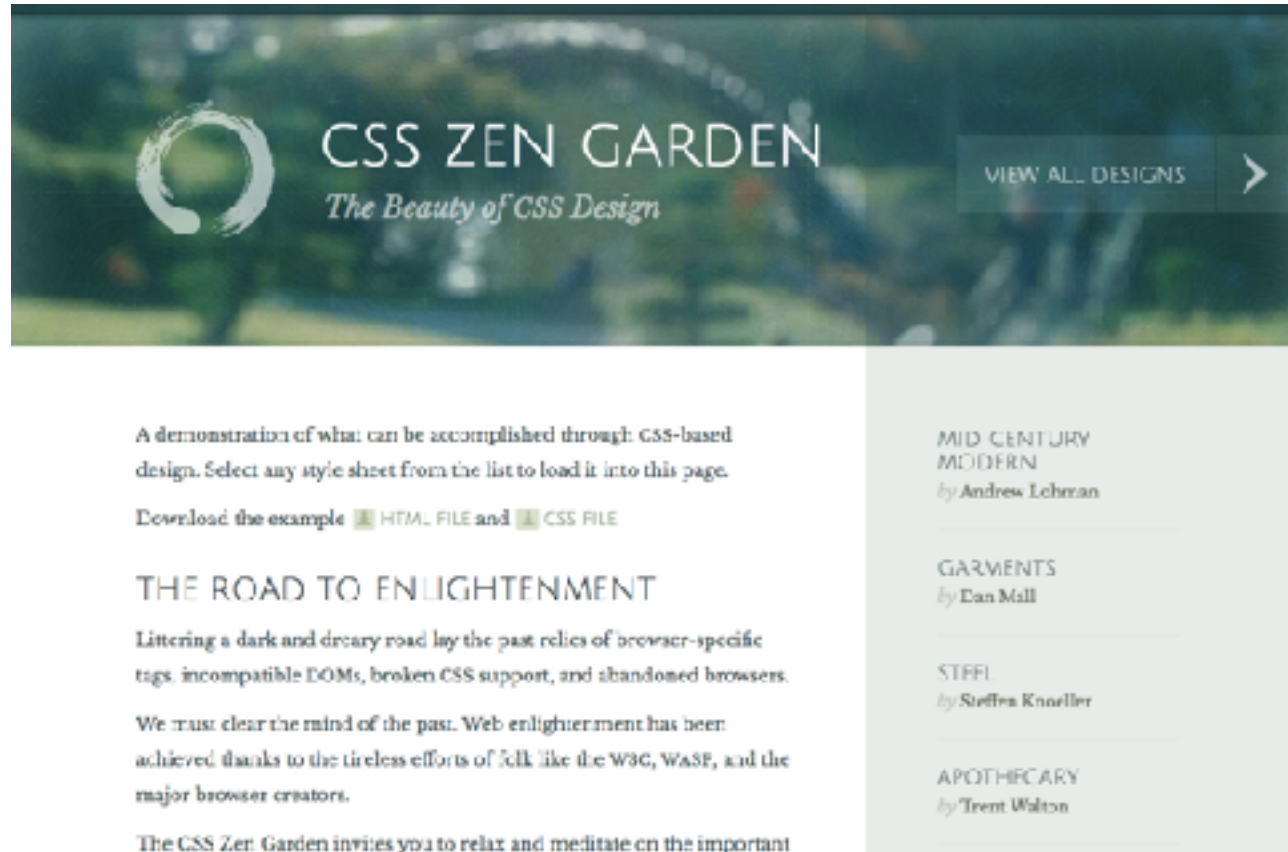 CSS ZEN GARDEN
The Beauty of CSS Design
VIEW ALL DESIGNS
A demonstration of what can be accomplished through CSS-based
design. Select any style sheet from the list to load it into this page.
Download the example HTML FILE and CSS FILE
THE ROAD TO ENLIGHTENMENT
Littering a dark and dreary road lay the past relics of browser-specific
tags, incompatible DOMs, broken CSS support, and abandoned browsers.
We must clear the mind of the past. Web enlightenment has been
achieved thanks to the tireless efforts of folk like the W3C, WaSP, and the
major browser creators.
The CSS Zen Garden invites you to relax and meditate on the important
MID CENTURY
MODERN
by Andrew Lohman
GARMENTS
by Dan Mall
STEEL
by Steffen Knoeller
APOTHECARY
by Trent Walton